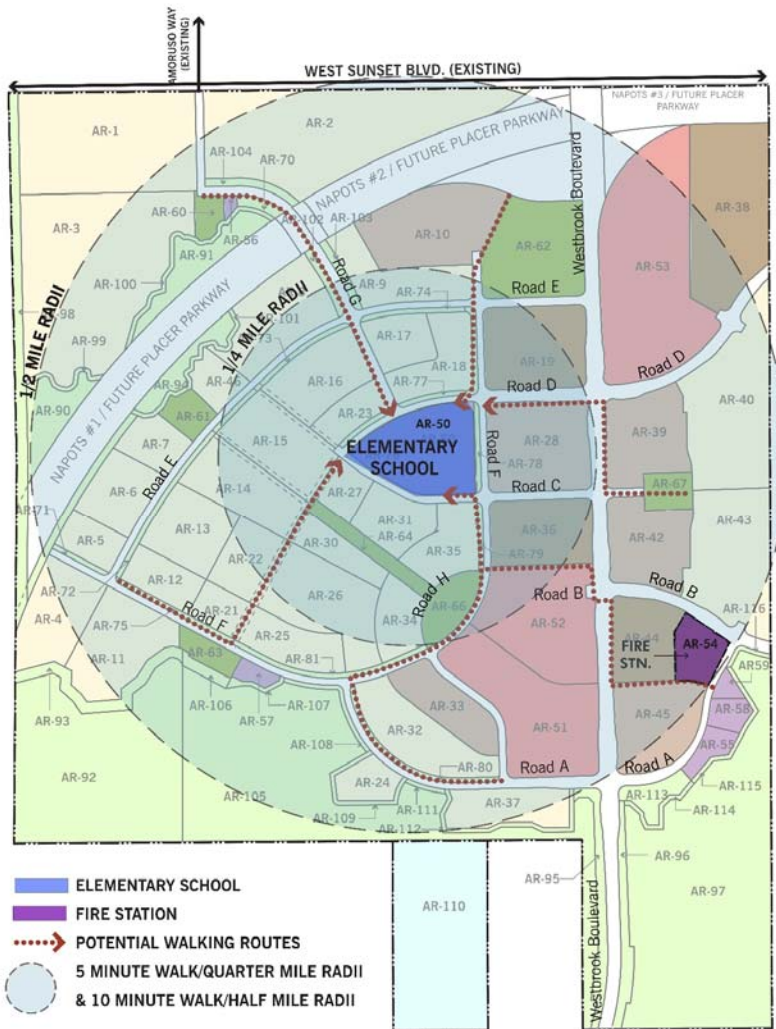 AMORUSO WAY
(EXISTING)
WEST SUNSET BLVD. (EXISTING)
NAPOTS #3 / FUTURE PLACER
PARKWAY
AR-1
AR-2
AR-104
AR-70
NAPOTS #2 / FUTURE PLACER PARKWAY
Westbrook Boulevard
AR-38
AR-3
AR-60
AR-56
AR-91
AR-102
AR-103
AR-10
AR-62
AR-53
AR-100
Road G
AR-9
AR-74
Road E
1/2 MILE RADII
AR-98
AR-99
1/4 MILE RADII
NAPOTS #1 / FUTURE PLACER PARKWAY
AR-17
AR-19
Road D
AR-90
AR-94
AR-46
AR-16
AR-18
AR-77
Road D
AR-40
AR-61
AR-23
AR-50
AR-7
AR-15
ELEMENTARY
SCHOOL
Road F
AR-28
AR-78
AR-39
Road E
AR-6
AR-14
AR-27
Road C
AR-67
AR-71
AR-13
AR-31
AR-64
AR-43
AR-5
AR-22
AR-30
AR-35
AR-36
AR-79
AR-42
AR-72
AR-12
AR-26
Road H
AR-66
Road B
Road B
AR-4
AR-75
Road F
AR-21
AR-34
AR-52
AR-44
AR-116
AR-11
AR-25
FIRE
STN.
AR-54
AR-63
AR-81
AR-59
AR-106
AR-57
AR-107
AR-33
AR-58
AR-93
AR-108
AR-32
AR-51
AR-45
AR-55
AR-92
AR-24
AR-80
Road A
Road A
AR-105
AR-109
AR-111
AR-37
AR-113
AR-115
AR-112
AR-114
AR-95
AR-96
AR-110
AR-97
Westbrook Boulevard
ELEMENTARY SCHOOL
FIRE STATION
POTENTIAL WALKING ROUTES
5 MINUTE WALK/QUARTER MILE RADII
& 10 MINUTE WALK/HALF MILE RADII